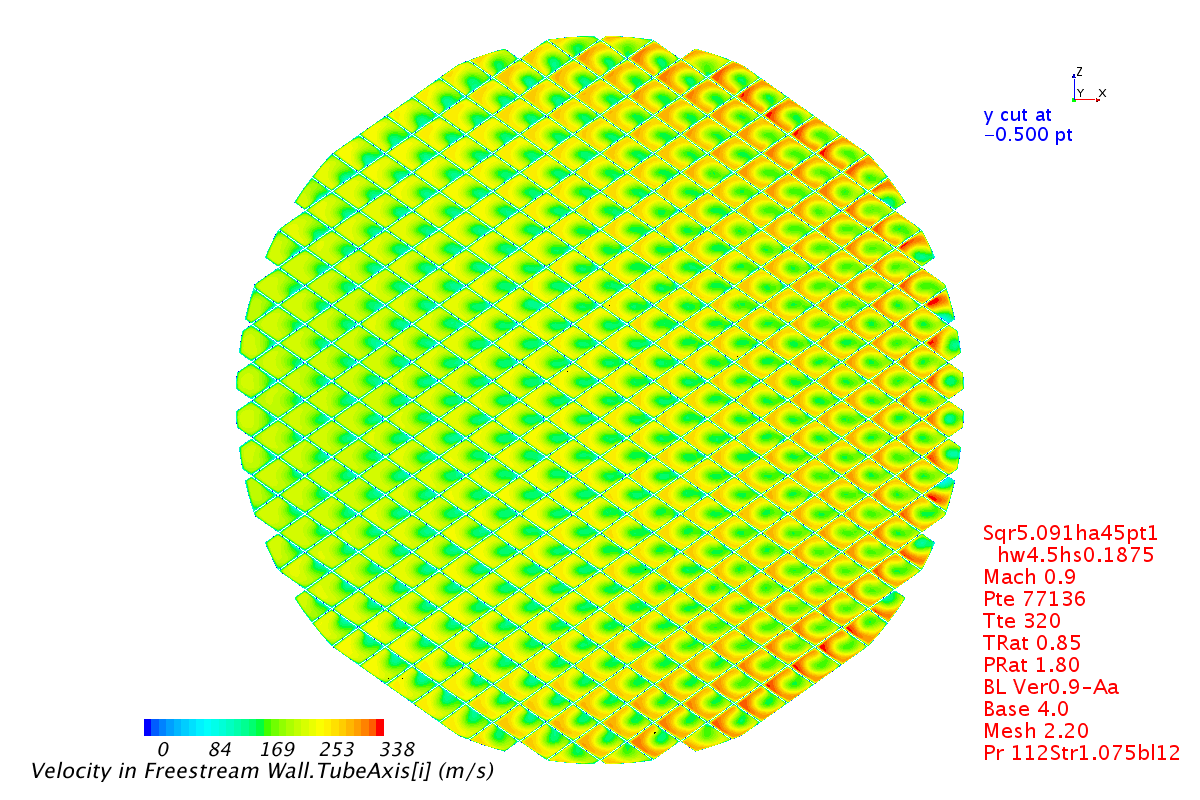 Z
Y X
y cut at
−0.500 pt
Sqr5.091ha45pt1
hw4.5hs0.1875
Mach 0.9
Pte 77136
Tte 320
TRat 0.85
PRat 1.80
BL Ver0.9−Aa
Base 4.0
Mesh 2.20
Pr 112Str1.075bl12
0 84 169 253 338
Velocity in Freestream Wall.TubeAxis[i] (m/s)